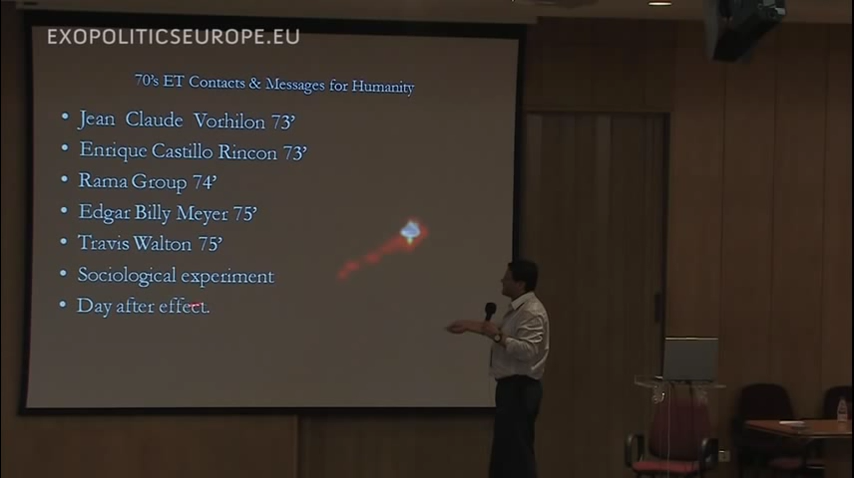 EXOPOLITICSEUROPE.EU
70's ET Contacts & Messages for Humanity
• Jean Claude Vorhilon 73’
• Enrique Castillo Rincon 73’
• Rama Group 74’
• Edgar Billy Meyer 75’
• Travis Walton 75’
• Sociological experiment
• Day after effect.